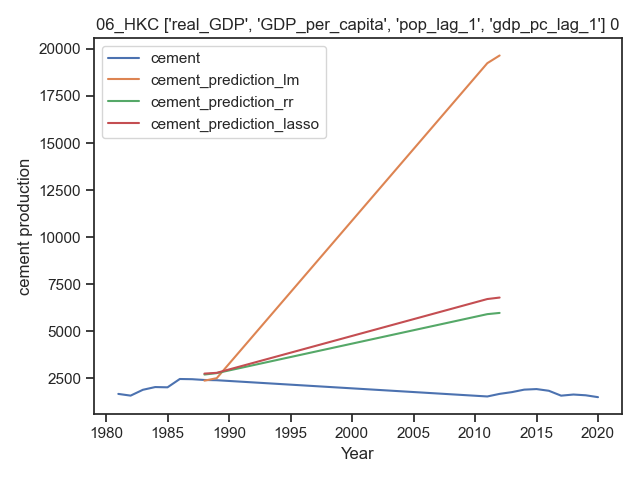 06_HKC ['real_GDP', 'GDP_per_capita', 'pop_lag_1', 'gdp_pc_lag_1'] 0
cement
cement_prediction_lm
cement_prediction_rr
cement_prediction_lasso
cement production
20000
17500
15000
12500
10000
7500
5000
2500
1980 1985 1990 1995 2000 2005 2010 2015 2020
Year